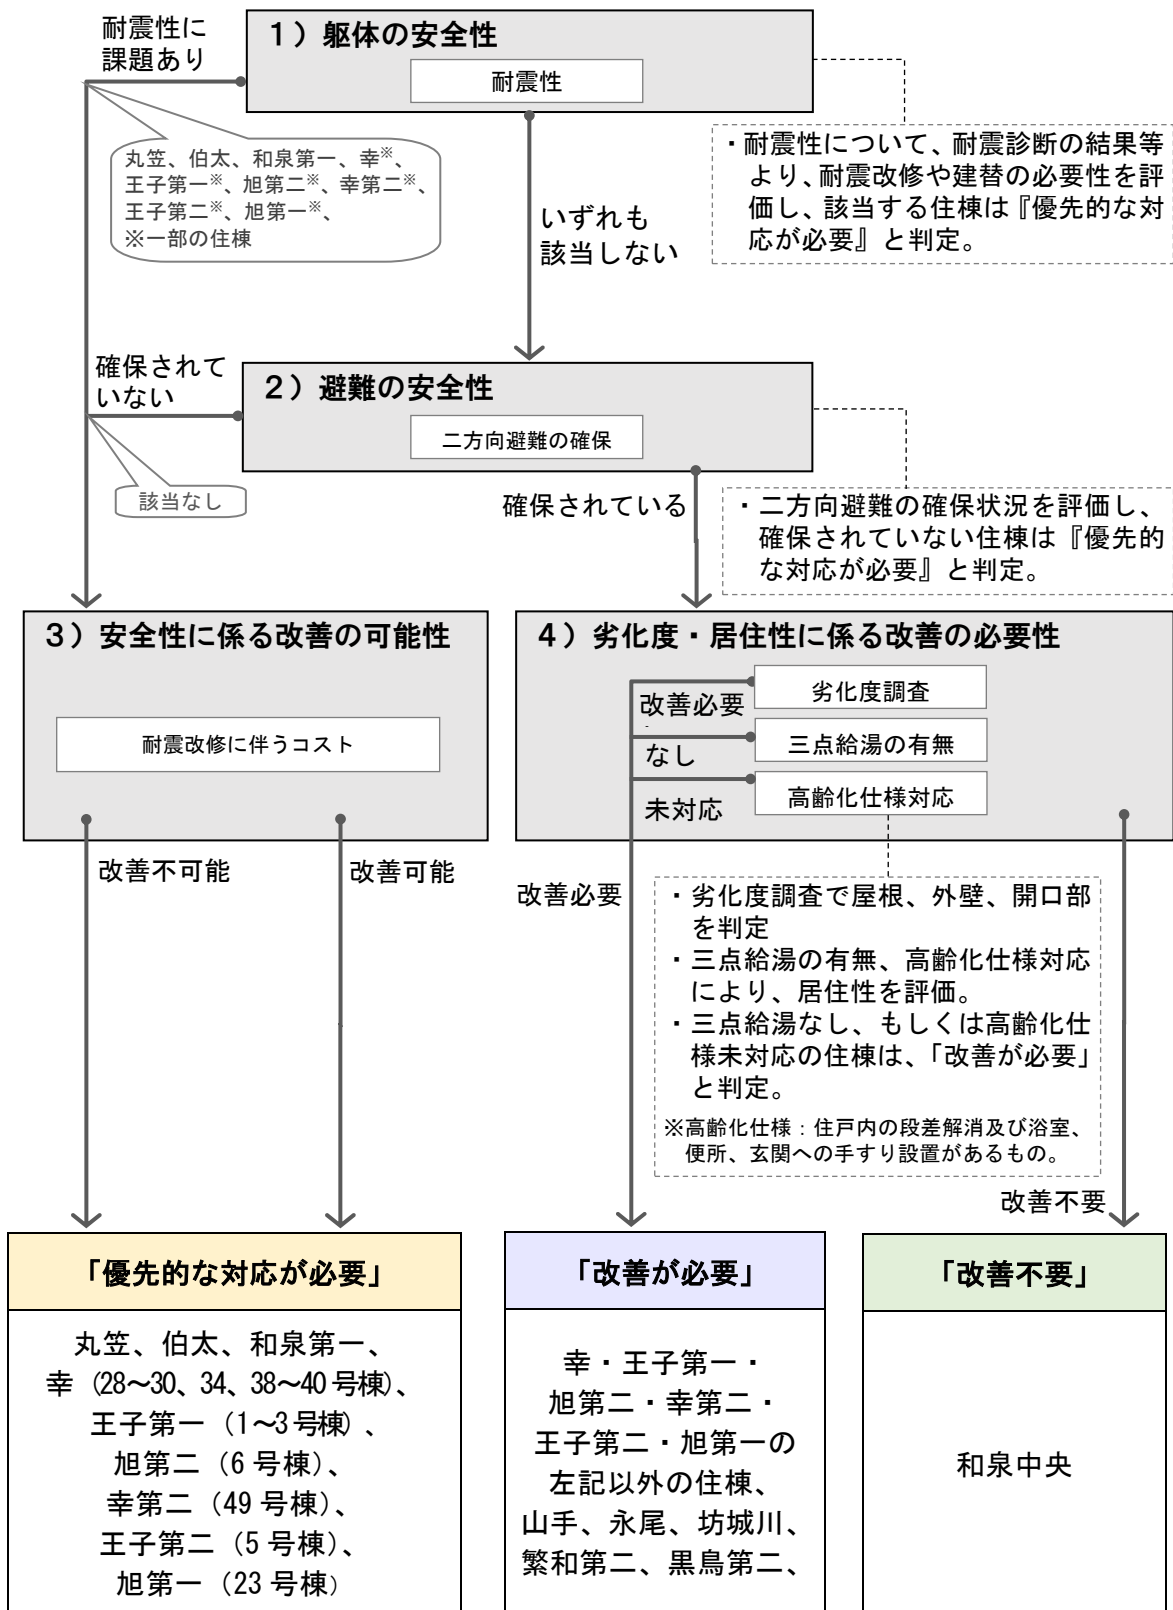 耐震性に
課題あり
１）躯体の安全性
耐震性
丸笠、伯太、和泉第一、幸※、
王子第一※、旭第二※、幸第二※、
王子第二※、旭第一※、
※一部の住棟
いずれも
該当しない
・耐震性について、耐震診断の結果等
より、耐震改修や建替の必要性を評
価し、該当する住棟は『優先的な対
応が必要』と判定。
確保されて
いない
２）避難の安全性
二方向避難の確保
該当なし
確保されている
・二方向避難の確保状況を評価し、
確保されていない住棟は『優先的
な対応が必要』と判定。
３）安全性に係る改善の可能性
耐震改修に伴うコスト
改善不可能
改善可能
４）劣化度・居住性に係る改善の必要性
改善必要
劣化度調査
なし
三点給湯の有無
未対応
高齢化仕様対応
改善必要
・劣化度調査で屋根、外壁、開口部
を判定
・三点給湯の有無、高齢化仕様対応
により、居住性を評価。
・三点給湯なし、もしくは高齢化仕
様未対応の住棟は、「改善が必要」
と判定。
※高齢化仕様：住戸内の段差解消及び浴室、
便所、玄関への手すり設置があるもの。
改善不要
「優先的な対応が必要」
丸笠、伯太、和泉第一、
幸（28～30、34、38～40号棟）、
王子第一（1～3号棟）、
旭第二（6号棟）、
幸第二（49号棟）、
王子第二（5号棟）、
旭第一（23号棟）
「改善が必要」
幸・王子第一・
旭第二・幸第二・
王子第二・旭第一の
左記以外の住棟、
山手、永尾、坊城川、
繁和第二、黒鳥第二、
「改善不要」
和泉中央